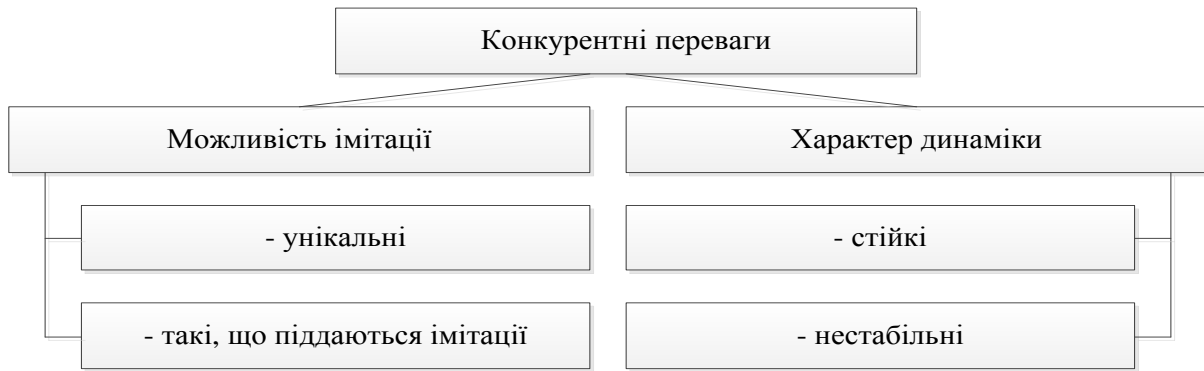 Конкурентні переваги
Можливість імітації
Характер динаміки
- унікальні
- стійкі
- такі, що піддаються імітації
- нестабільні